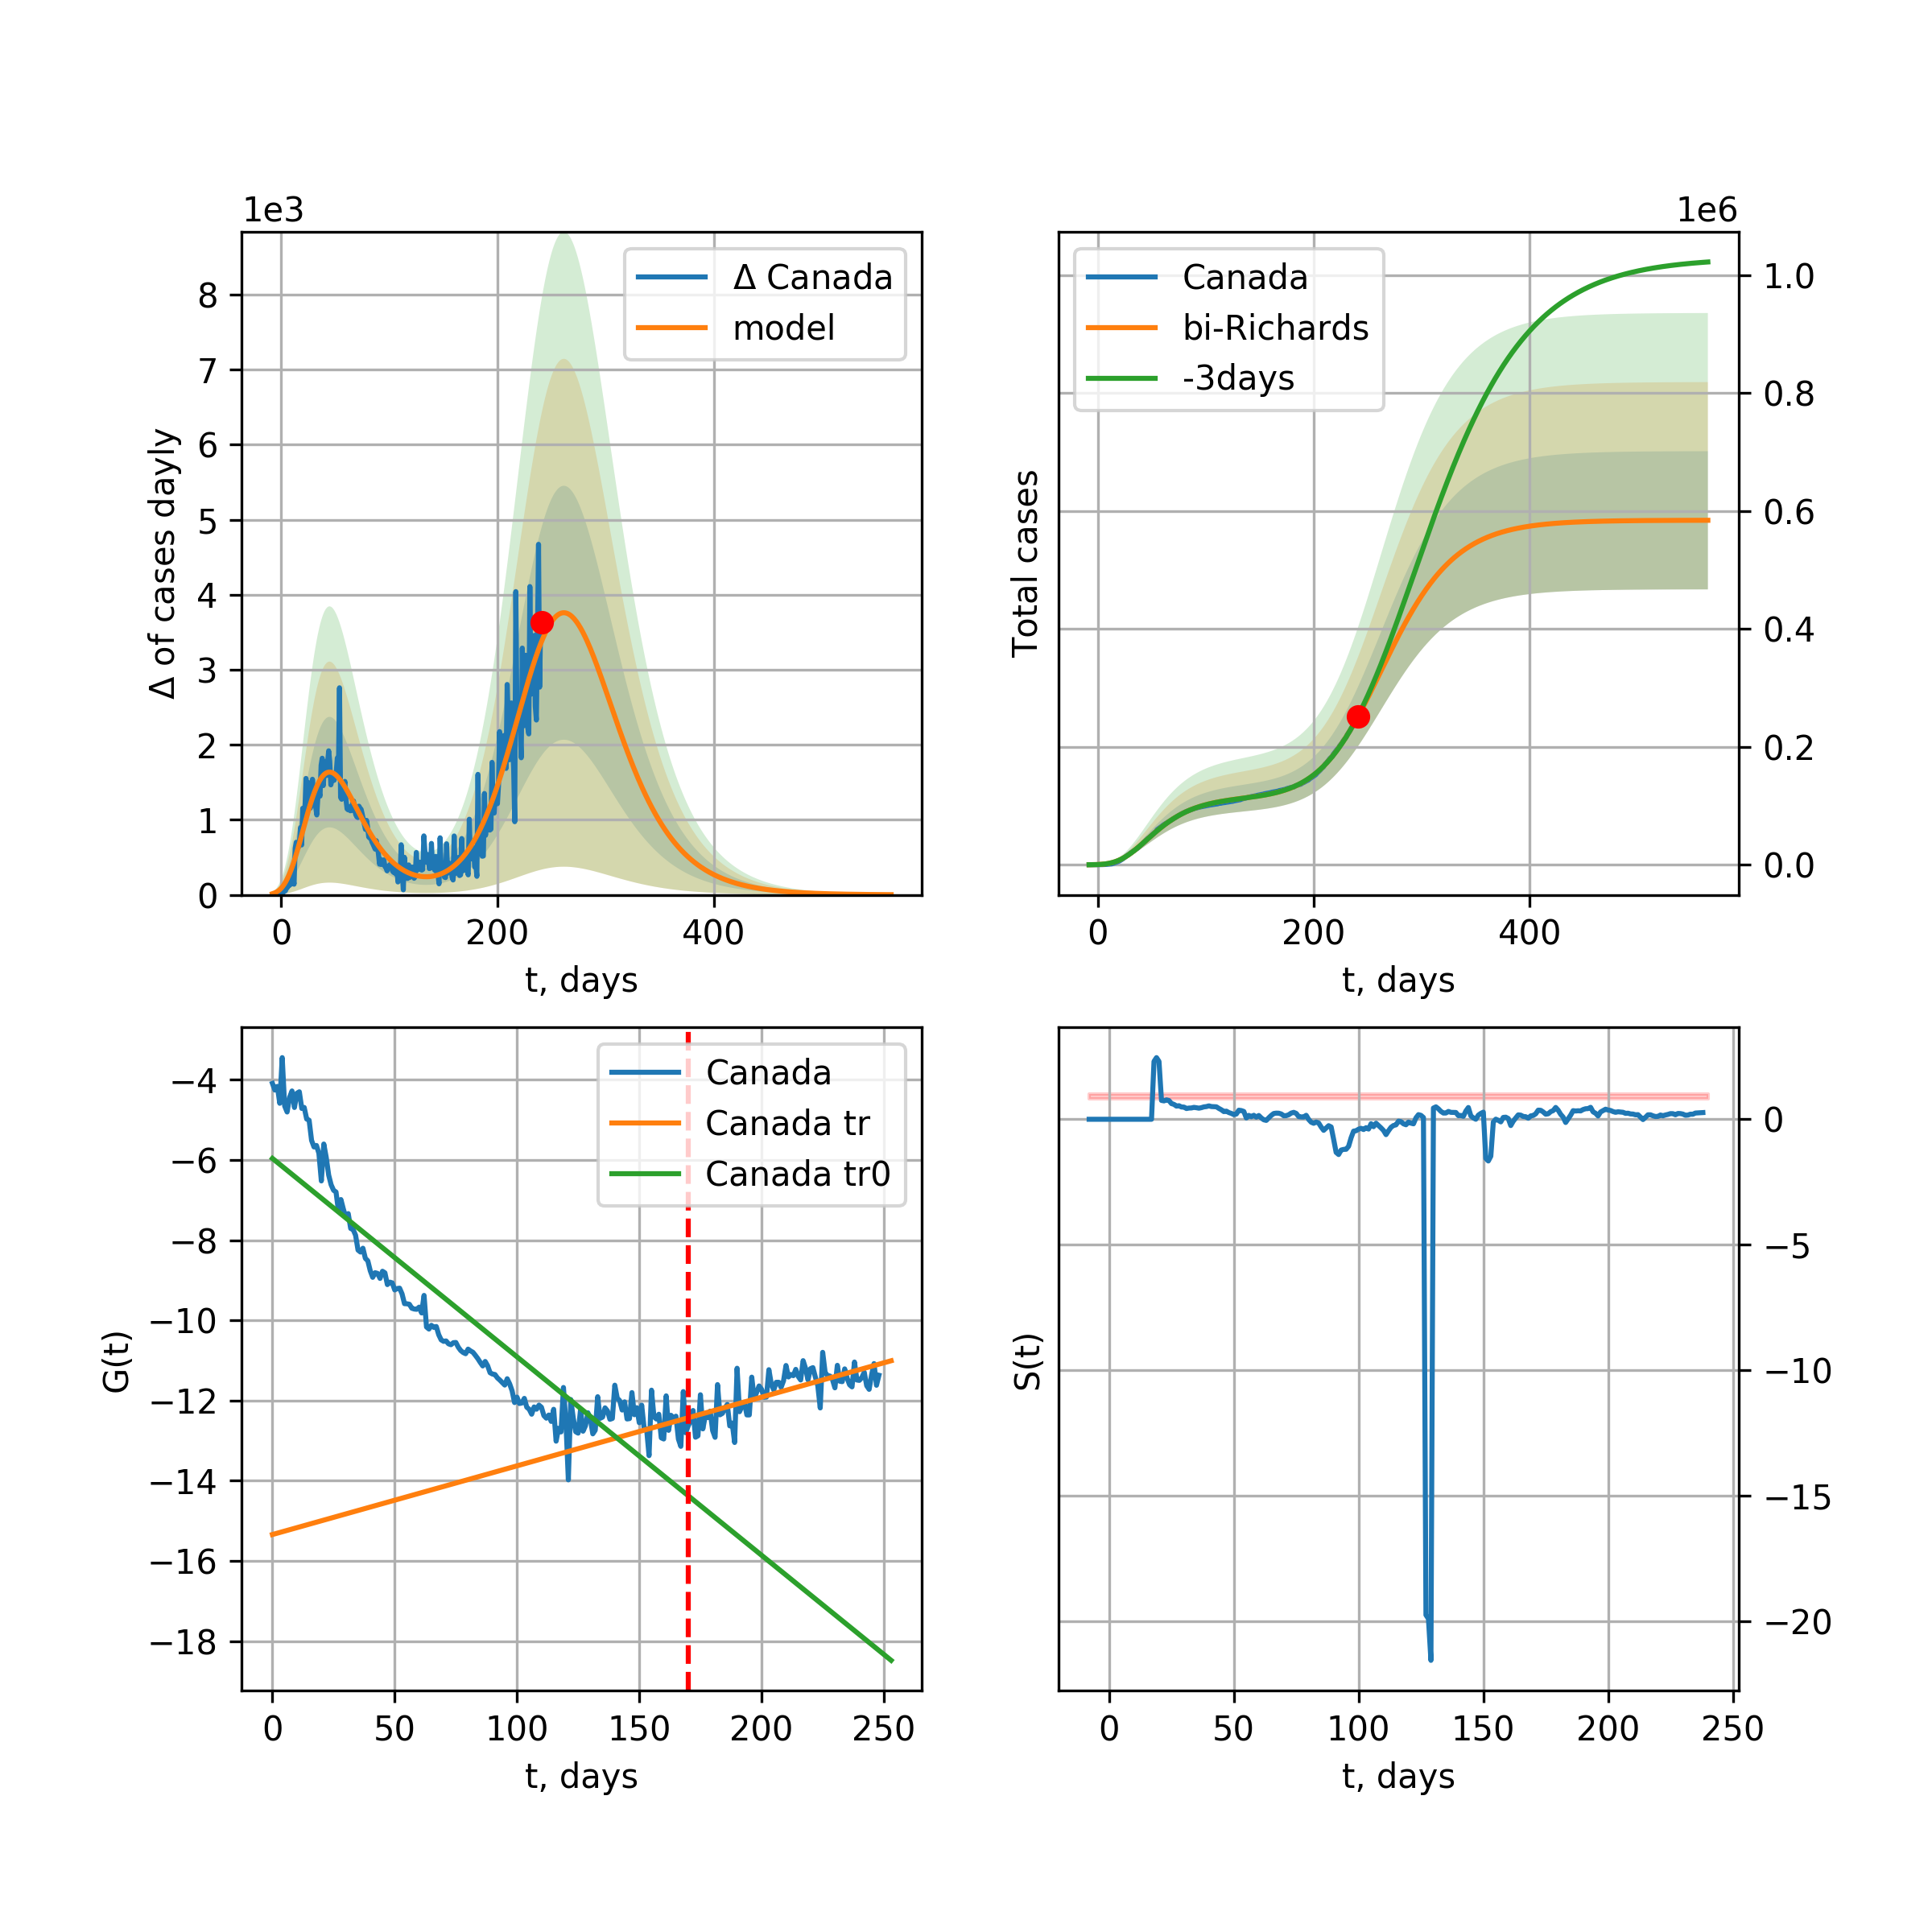 1e3
Δ of cases dayly
8
7
6
5
4
3
2
1
0
Δ Canada
model
0 200 400
t, days
1e6
Total cases
Canada
bi-Richards
-3days
1.0
0.8
0.6
0.4
0.2
0.0
0 200 400
t, days
G(t)
−4
−6
−8
−10
−12
−14
−16
−18
Canada
Canada tr
Canada tr0
0 50 100 150 200 250
t, days
S(t)
0
−5
−10
−15
−20
0 50 100 150 200 250
t, days